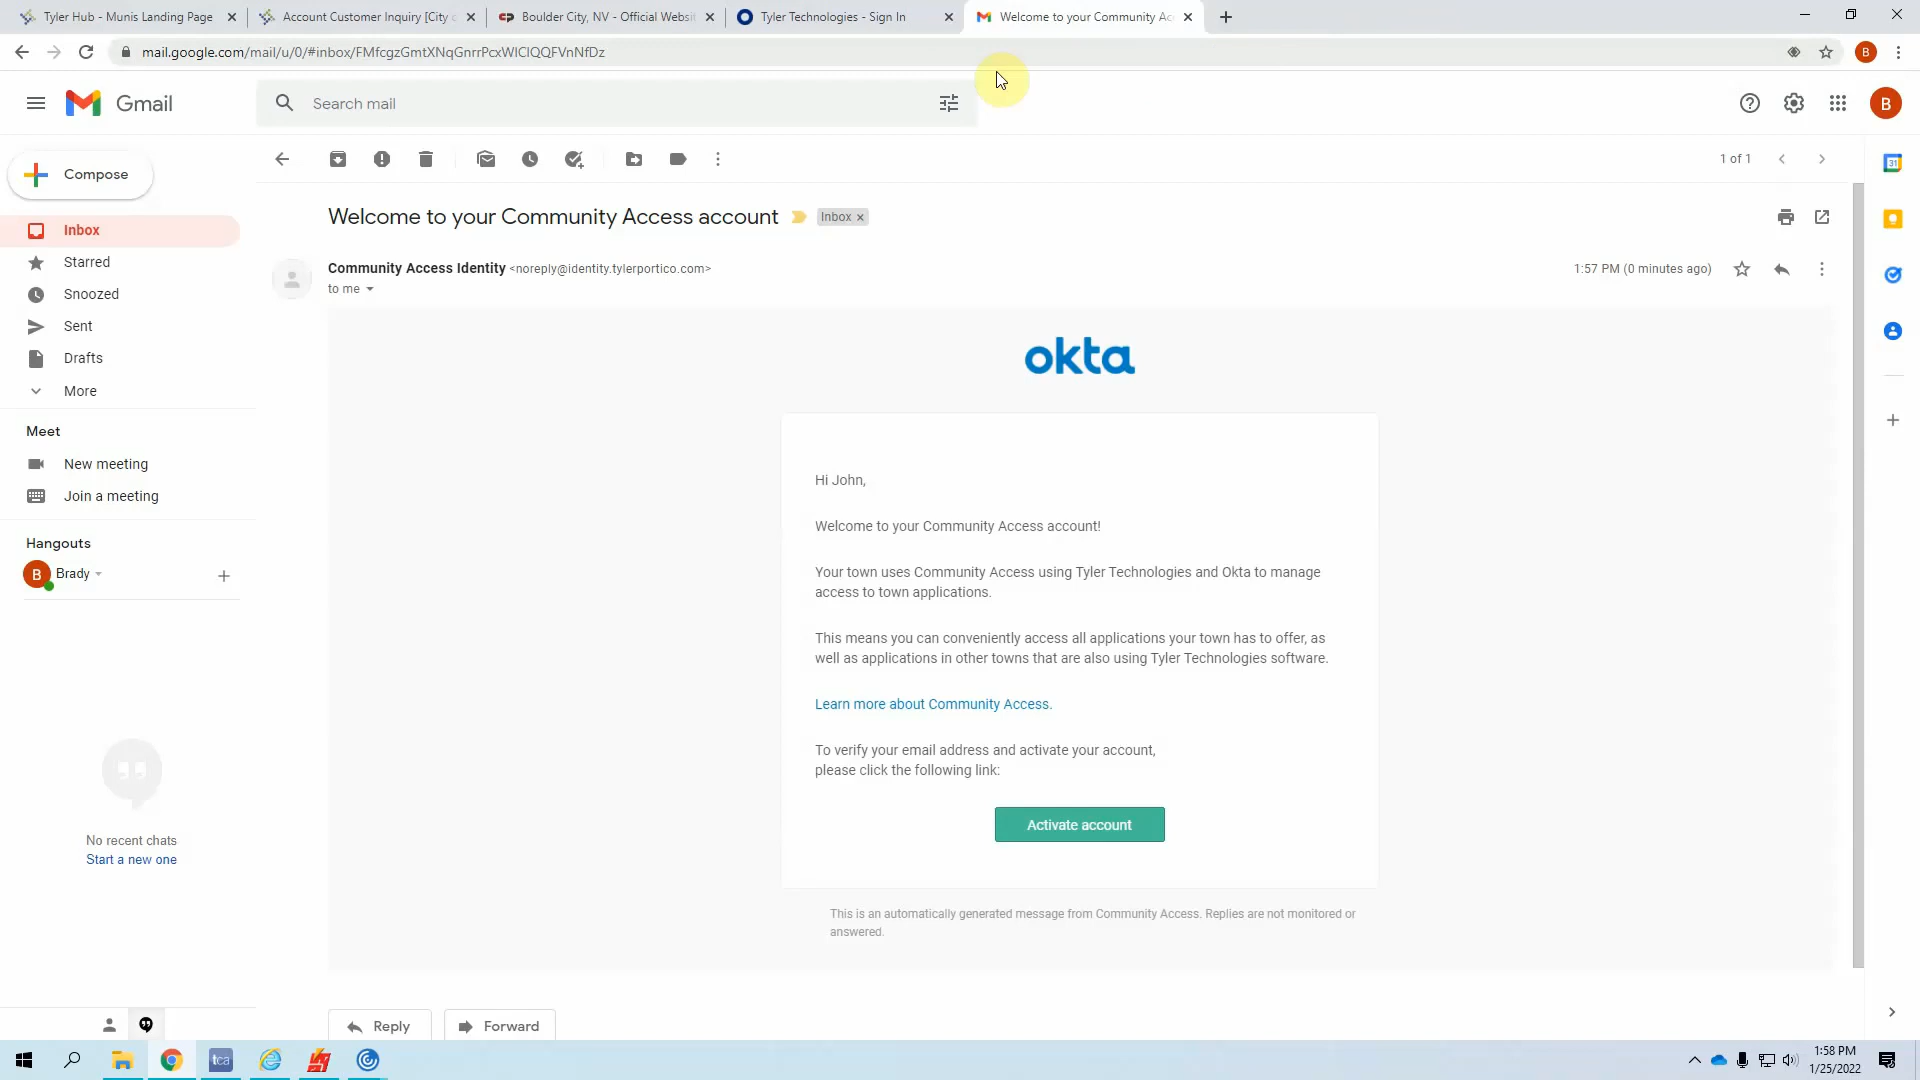 Tyler Hub - Munis Landing Page
Account Customer Inquiry [City
Boulder City, NV - Official Websit
Tyler Technologies - Sign In
Welcome to your Community Ac
B
Gmail
Search mail
B
Compose
1 of 1
31
Welcome to your Community Access account
Inbox x
Inbox
Starred
Snoozed
Sent
Drafts
More
Community Access Identity <noreply@identity.tylerportico.com>
1:57 PM (0 minutes ago)
to me
okta
Meet
New meeting
Join a meeting
Hangouts
B Brady
Hi John,
Welcome to your Community Access account!
Your town uses Community Access using Tyler Technologies and Okta to manage
access to town applications.
This means you can conveniently access all applications your town has to offer, as
well as applications in other towns that are also using Tyler Technologies software.
Learn more about Community Access.
To verify your email address and activate your account,
please click the following link:
Activate account
No recent chats
Start a new one
This is an automatically generated message from Community Access. Replies are not monitored or
answered.
Reply
Forward
tca
1:58 PM
1/25/2022